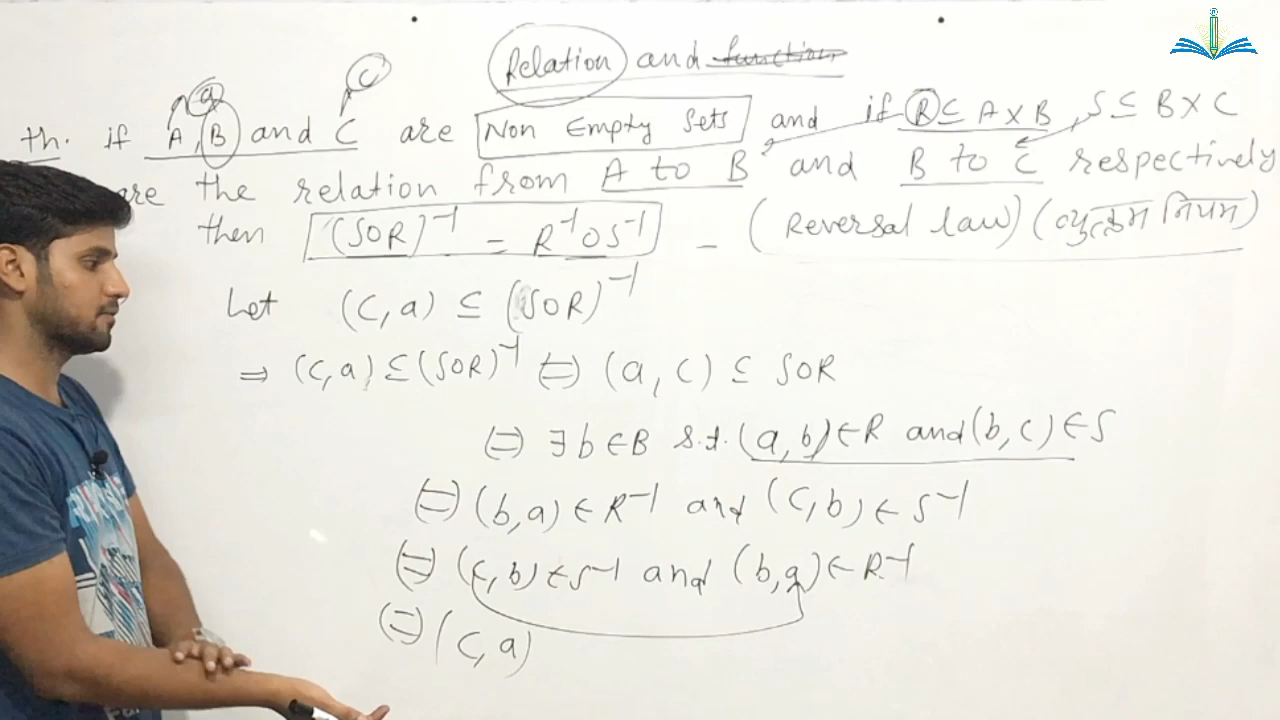 Relation and function
a C
th. if A, B and C are Non Empty Sets and if R ⊆ A×B, S ⊆ B×C
are the relation from A to B and B to C respectively
then (SOR)⁻¹ = R⁻¹OS⁻¹ – (Reversal law) (व्युत्क्रम नियम)
Let (C, a) ⊆ (SOR)⁻¹
⇒ (C, a) ⊆ (SOR)⁻¹ ⇔ (a, C) ⊆ SOR
⇔ ∃ b ∈ B s.t. (a, b) ∈ R and (b, c) ∈ S
⇔ (b, a) ∈ R⁻¹ and (C, b) ∈ S⁻¹
⇔ (C, b) ∈ S⁻¹ and (b, a) ∈ R⁻¹
⇔ (C, a)